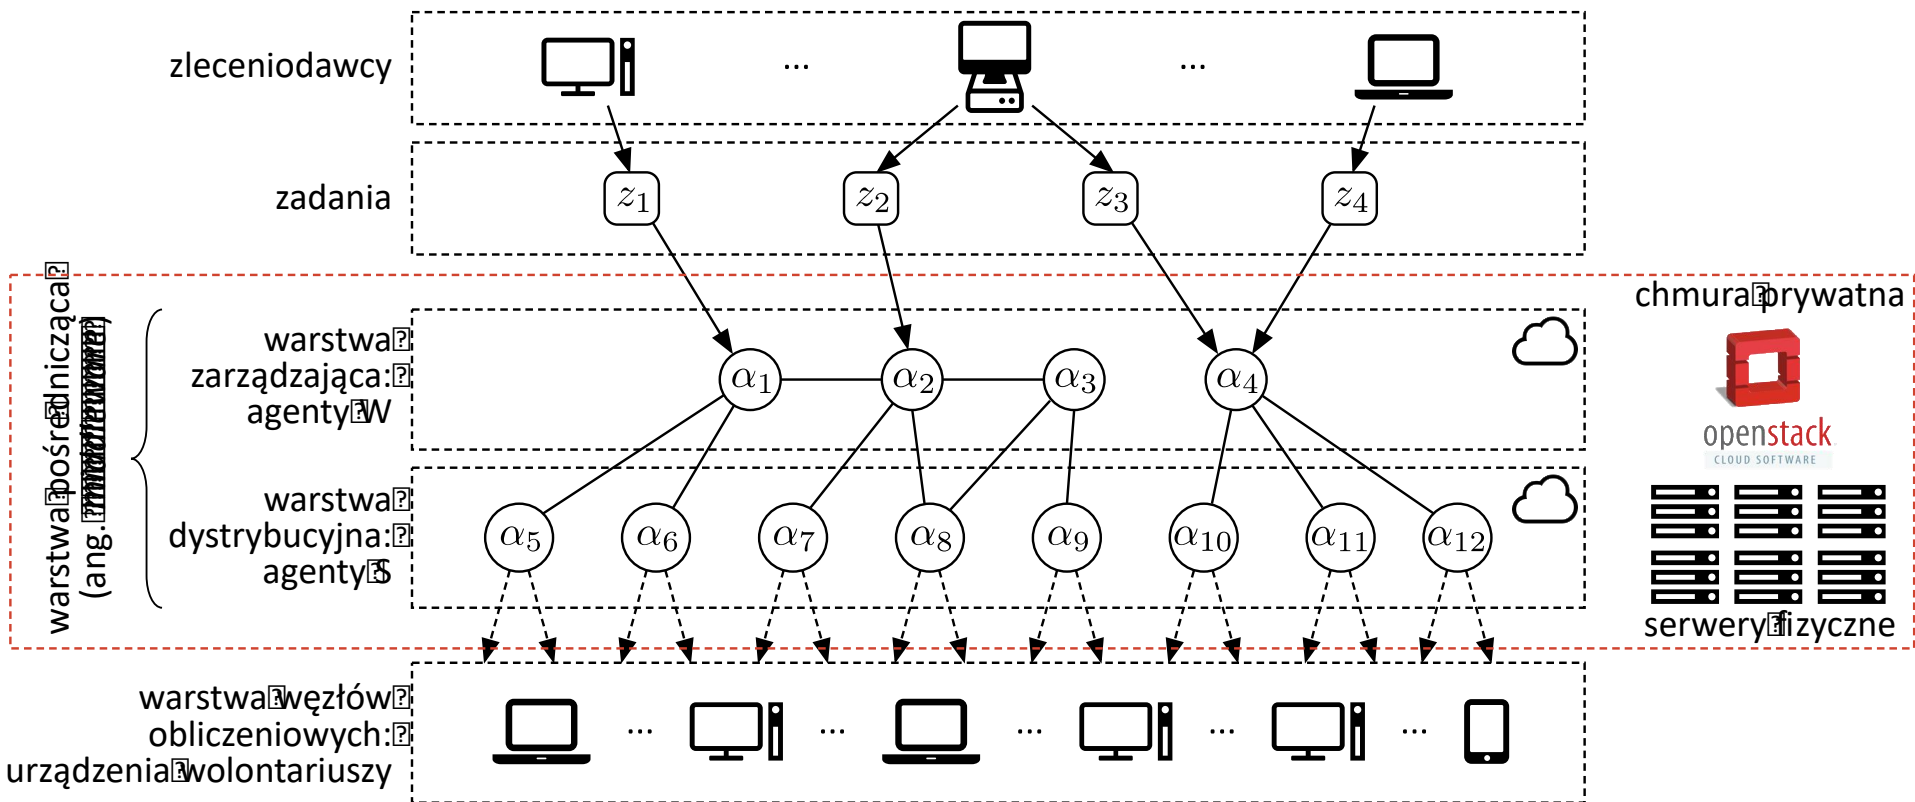 zleceniodawcy
...
...
zadania
z1
z2
z3
z4
warstwa pośrednicząca
(ang.
chmura prywatna
warstwa
zarządzająca:
agenty W
α1
α2
α3
α4
openstack
CLOUD SOFTWARE
warstwa
dystrybucyjna:
agenty S
α5
α6
α7
α8
α9
α10
α11
α12
serwery fizyczne
warstwa węzłów
obliczeniowych:
urządzenia wolontariuszy
...
...
...
...
...